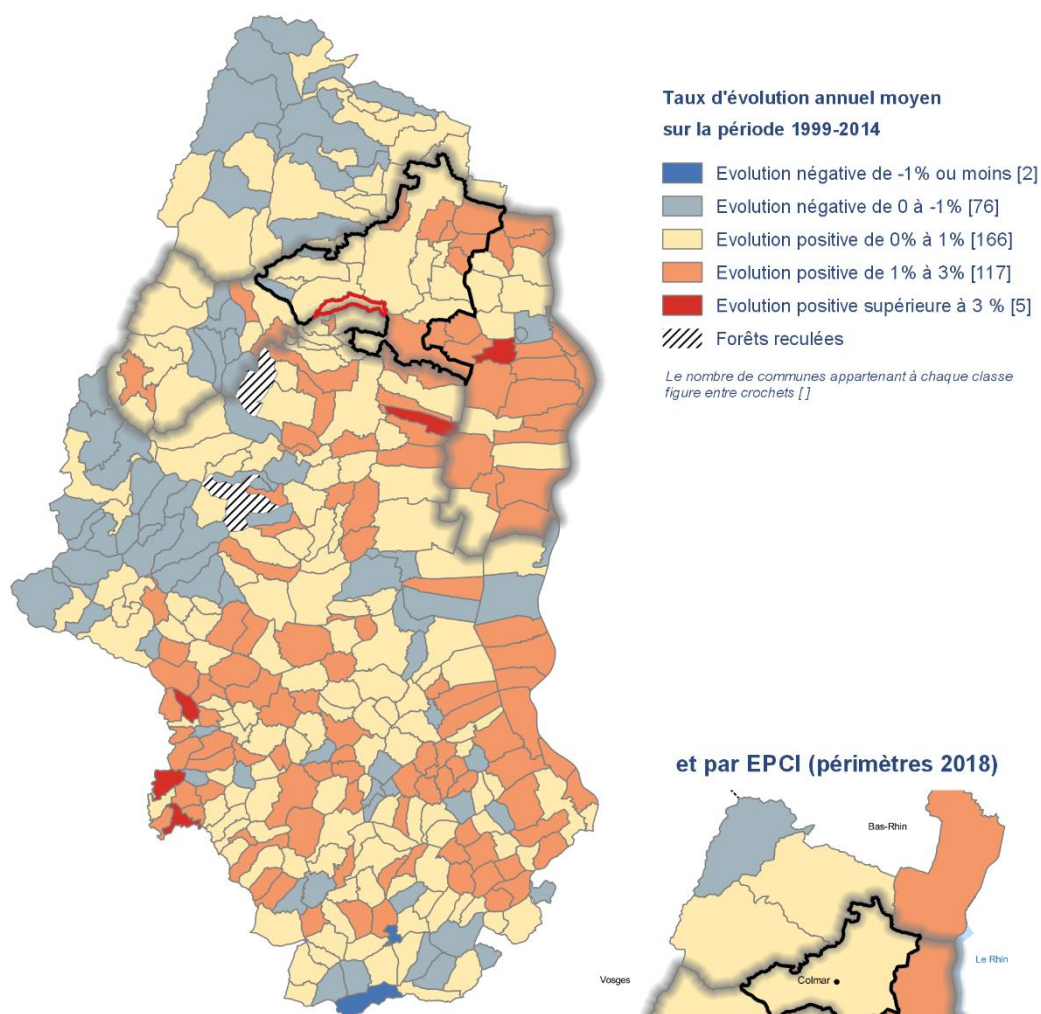 Taux d'évolution annuel moyen
sur la période 1999-2014
Evolution négative de -1% ou moins [2]
Evolution négative de 0 à -1% [76]
Evolution positive de 0% à 1% [166]
Evolution positive de 1% à 3% [117]
Evolution positive supérieure à 3 % [5]
Forêts reculées
Le nombre de communes appartenant à chaque classe
figure entre crochets [ ]
et par EPCI (périmètres 2018)
Bas-Rhin
Le Rhin
Vosges
Colmar